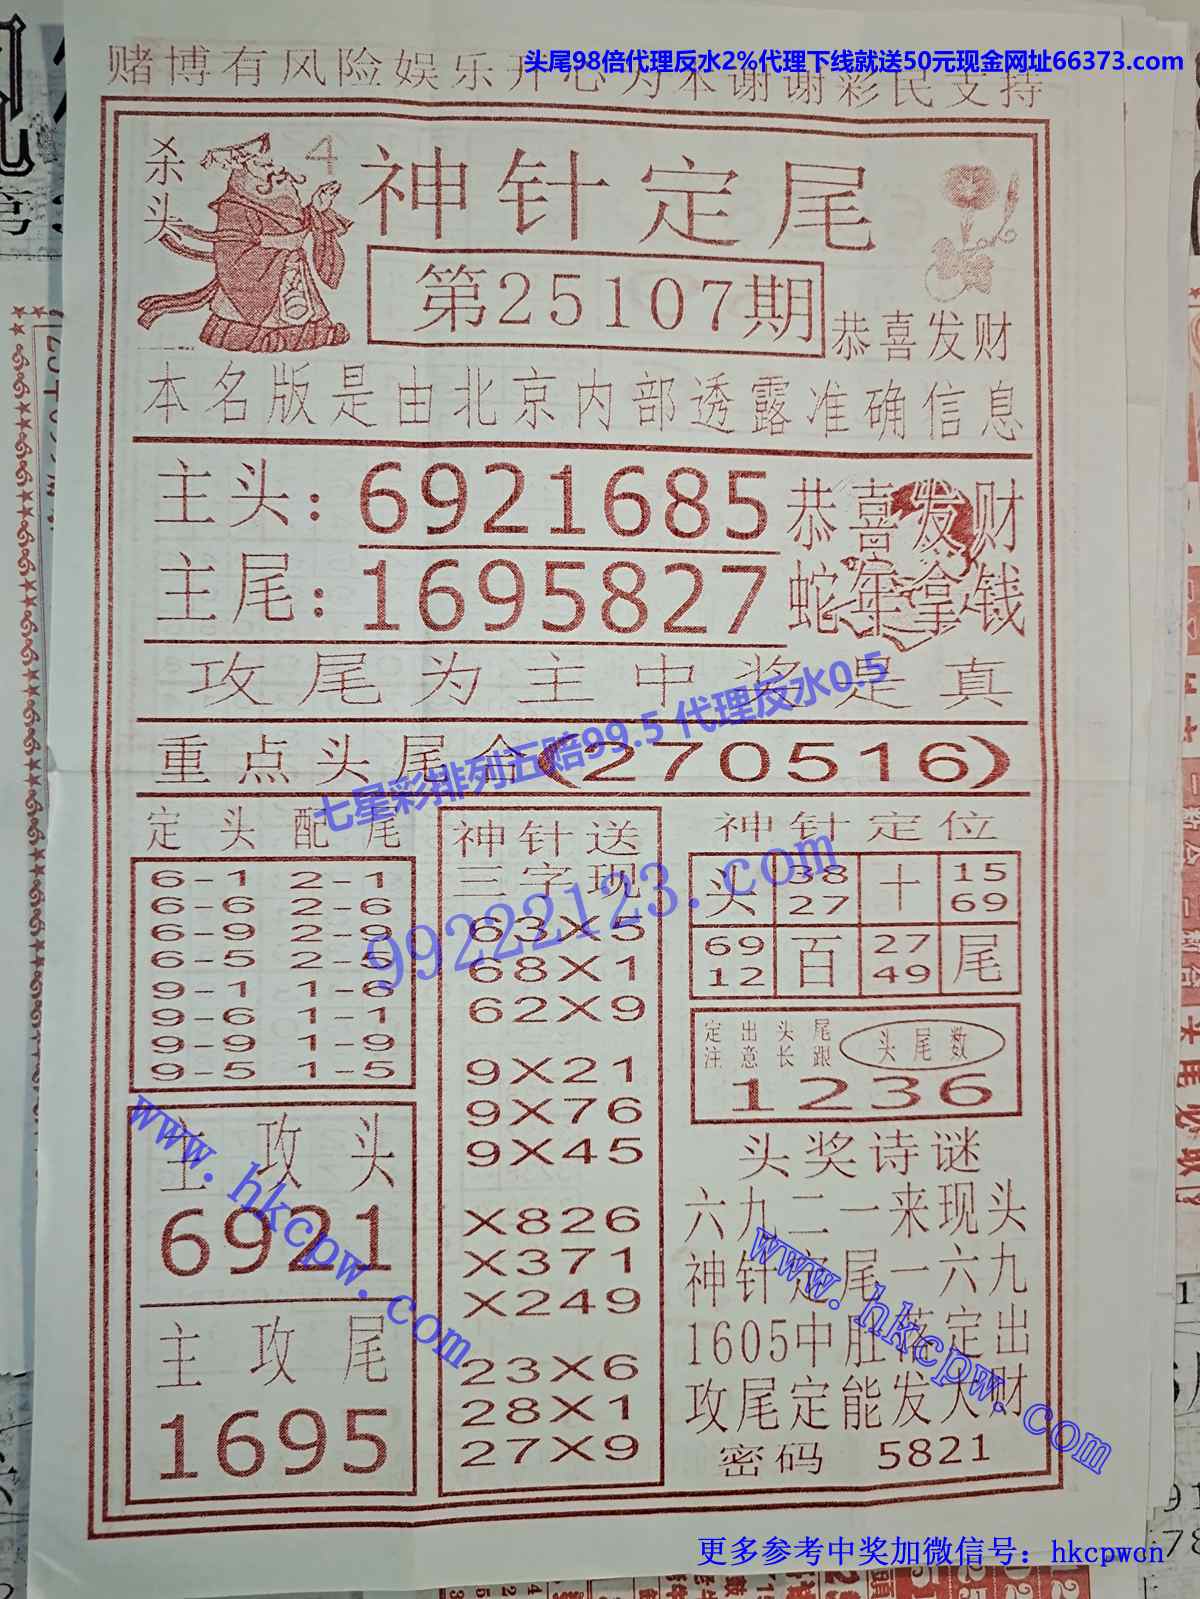 头尾98倍代理反水2%代理下线就送50元现金网址66373.com
赌博有风险娱乐开心为本谢谢彩民支持
杀头 4
神针定尾
第25107期
恭喜发财
本名版是由北京内部透露准确信息
主头：6921685 恭喜发财
主尾：1695827 蛇年拿钱
攻尾为主中奖是真
七星彩排列五赔99.5 代理反水0.5
重点头尾合(270516)
定头配尾
6-1 2-1
6-6 2-6
6-9 2-9
6-5 2-5
9-1 1-6
9-6 1-1
9-9 1-9
9-5 1-5
主攻头
6921
主攻尾
1695
神针送
三字现
63X5
68X1
62X9
9X21
9X76
9X45
X826
X371
X249
23X6
28X1
27X9
神针定位
头 38 十 15
27 69
69 百 27 尾
12 49
定出头尾 头尾数
注意长跟
1236
头奖诗谜
六九二一来现头
神针定尾一六九
1605中肚落定出
攻尾定能发大财
密码 5821
99222123.com
www.hkcpw.com
www.hkcpw.com
更多参考中奖加微信号：hkcpwcn